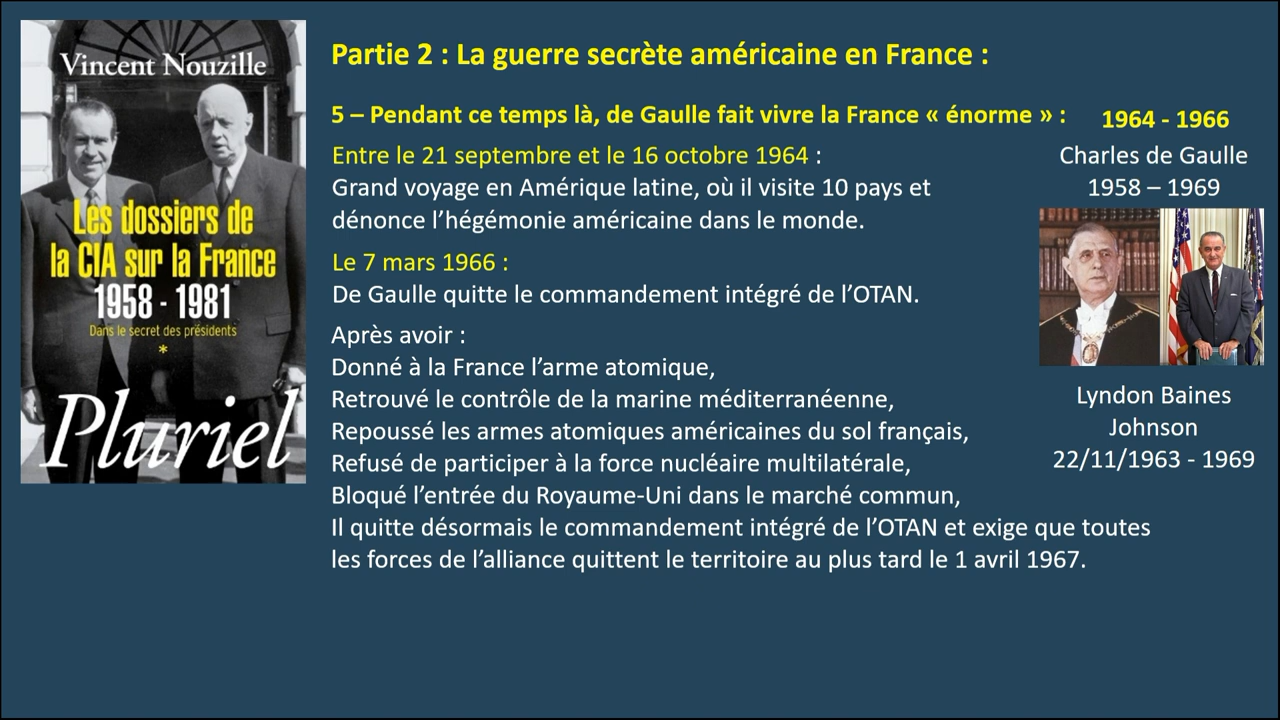 Vincent Nouzille
Les dossiers de
la CIA sur la France
1958 - 1981
Dans le secret des présidents
*
Pluriel
Partie 2 : La guerre secrète américaine en France :
5 – Pendant ce temps là, de Gaulle fait vivre la France « énorme » :
Entre le 21 septembre et le 16 octobre 1964 :
Grand voyage en Amérique latine, où il visite 10 pays et
dénonce l’hégémonie américaine dans le monde.
Le 7 mars 1966 :
De Gaulle quitte le commandement intégré de l’OTAN.
Après avoir :
Donné à la France l’arme atomique,
Retrouvé le contrôle de la marine méditerranéenne,
Repoussé les armes atomiques américaines du sol français,
Refusé de participer à la force nucléaire multilatérale,
Bloqué l’entrée du Royaume-Uni dans le marché commun,
Il quitte désormais le commandement intégré de l’OTAN et exige que toutes
les forces de l’alliance quittent le territoire au plus tard le 1 avril 1967.
1964 - 1966
Charles de Gaulle
1958 – 1969
Lyndon Baines
Johnson
22/11/1963 - 1969